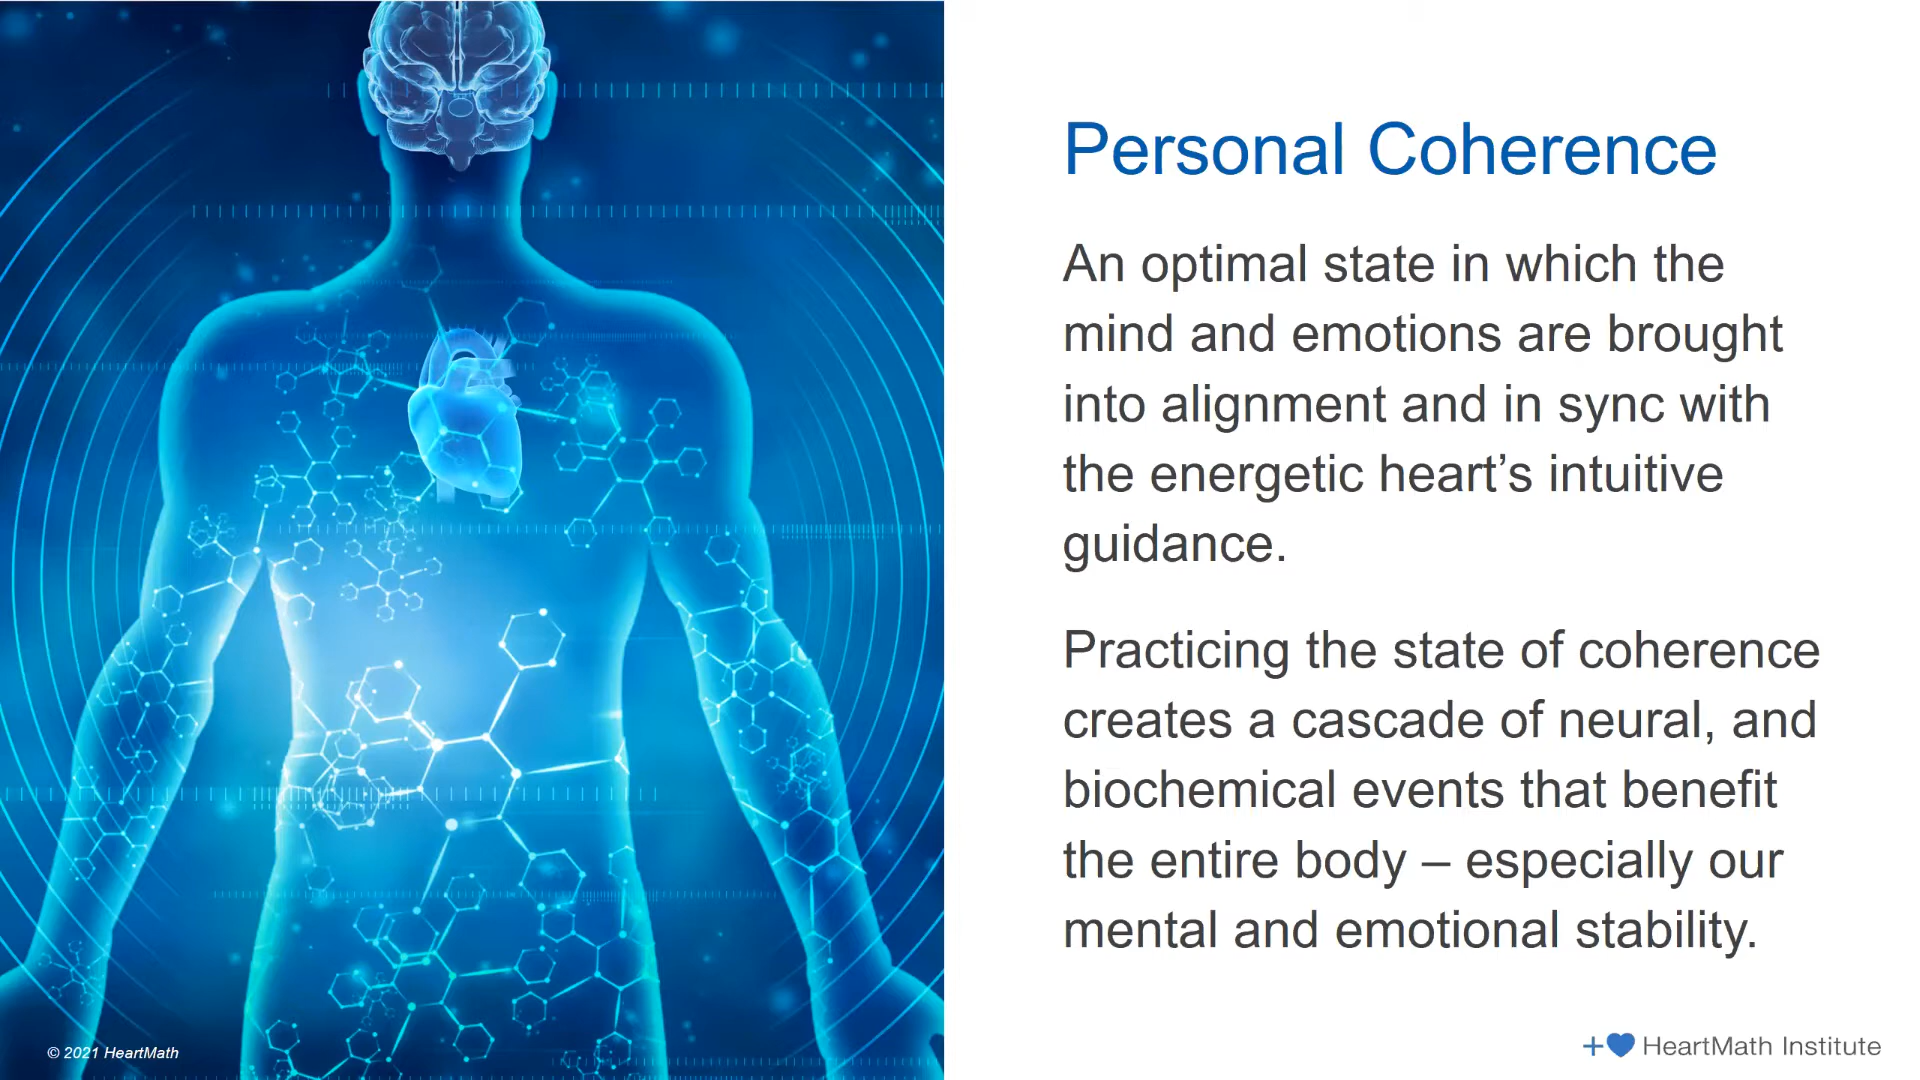 Personal Coherence
An optimal state in which the
mind and emotions are brought
into alignment and in sync with
the energetic heart’s intuitive
guidance.
Practicing the state of coherence
creates a cascade of neural, and
biochemical events that benefit
the entire body – especially our
mental and emotional stability.
© 2021 HeartMath
HeartMath Institute